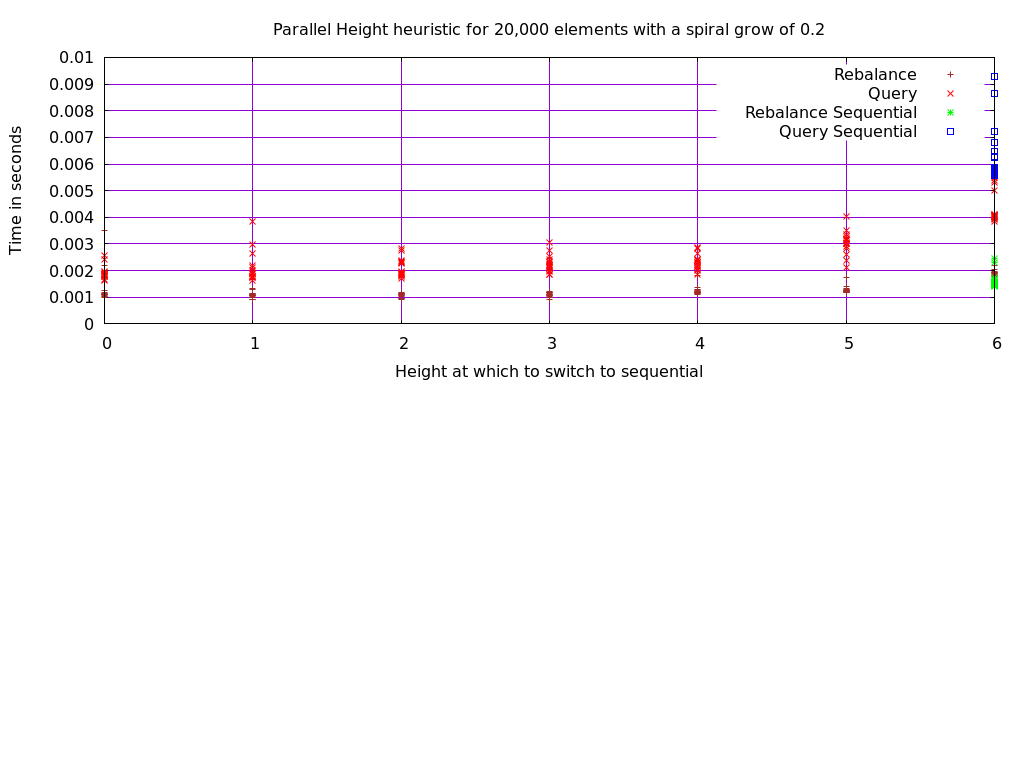 Parallel Height heuristic for 20,000 elements with a spiral grow of 0.2
0.01
0.009
0.008
0.007
0.006
0.005
0.004
0.003
0.002
0.001
0
Time in seconds
Rebalance
Query
Rebalance Sequential
Query Sequential
0 1 2 3 4 5 6
Height at which to switch to sequential